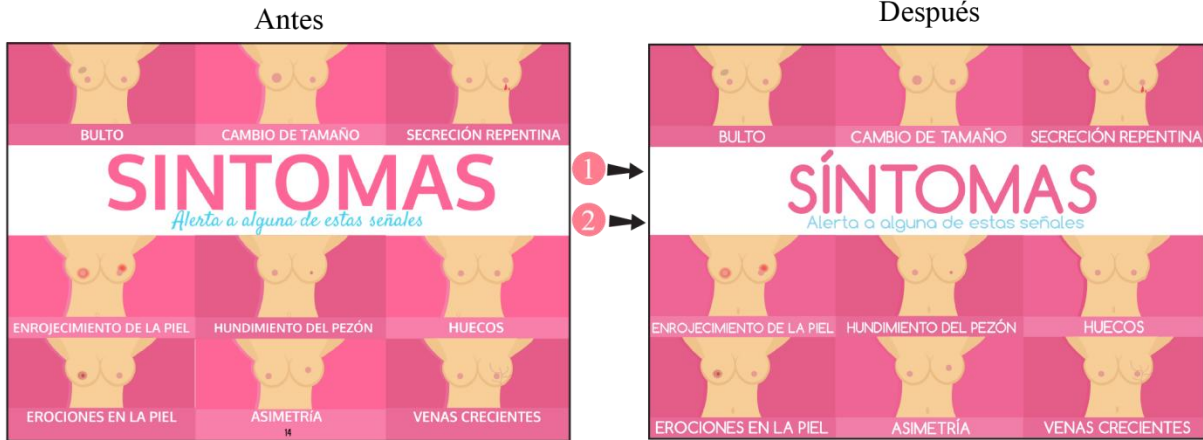 Antes
BULTO
CAMBIO DE TAMAÑO
SECRECIÓN REPENTINA
SINTOMAS
Alerta a alguna de estas señales
ENROJECIMIENTO DE LA PIEL
HUNDIMIENTO DEL PEZÓN
HUECOS
EROCIONES EN LA PIEL
ASIMETRíA
VENAS CRECIENTES
14
1
2
Después
BULTO
CAMBIO DE TAMAÑO
SECRECIÓN REPENTINA
SÍNTOMAS
Alerta a alguna de estas señales
ENROJECIMIENTO DE LA PIEL
HUNDIMIENTO DEL PEZÓN
HUECOS
EROCIONES EN LA PIEL
ASIMETRÍA
VENAS CRECIENTES